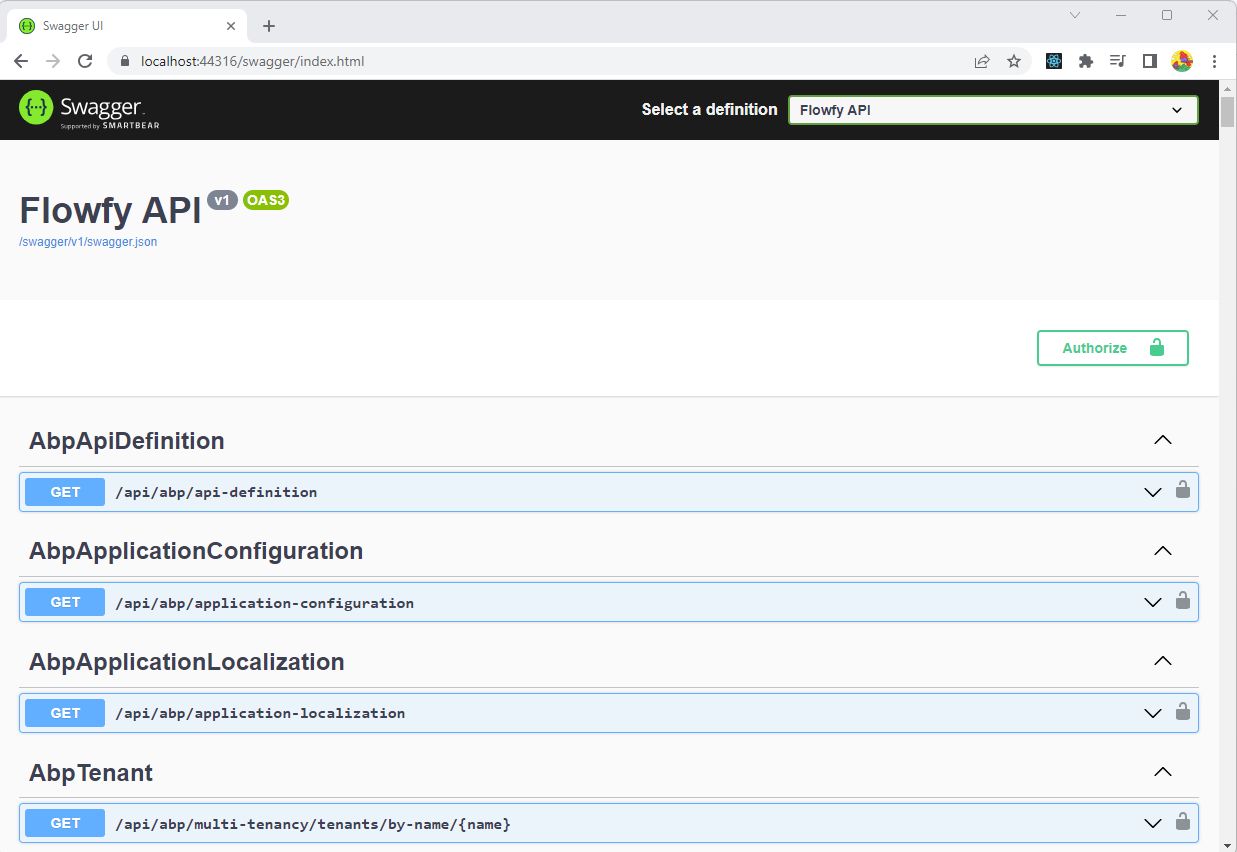 Swagger UI
localhost:44316/swagger/index.html
{...} Swagger.
Supported by SMARTBEAR
Select a definition
Flowfy API
Flowfy API v1 OAS3
/swagger/v1/swagger.json
Authorize
AbpApiDefinition
GET /api/abp/api-definition
AbpApplicationConfiguration
GET /api/abp/application-configuration
AbpApplicationLocalization
GET /api/abp/application-localization
AbpTenant
GET /api/abp/multi-tenancy/tenants/by-name/{name}